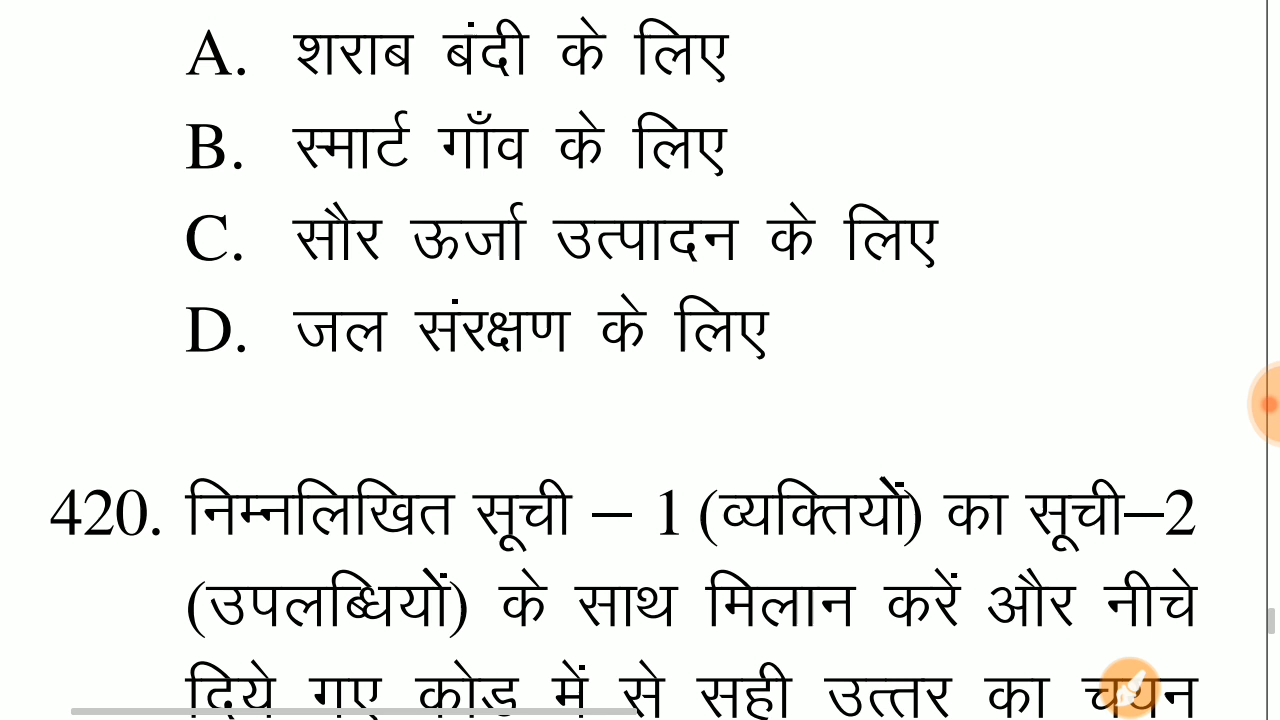 A. शराब बंदी के लिए
B. स्मार्ट गाँव के लिए
C. सौर ऊर्जा उत्पादन के लिए
D. जल संरक्षण के लिए
420. निम्नलिखित सूची – 1 (व्यक्तियों) का सूची–2
(उपलब्धियों) के साथ मिलान करें और नीचे
दिये गए कोड में से सही उत्तर का चयन